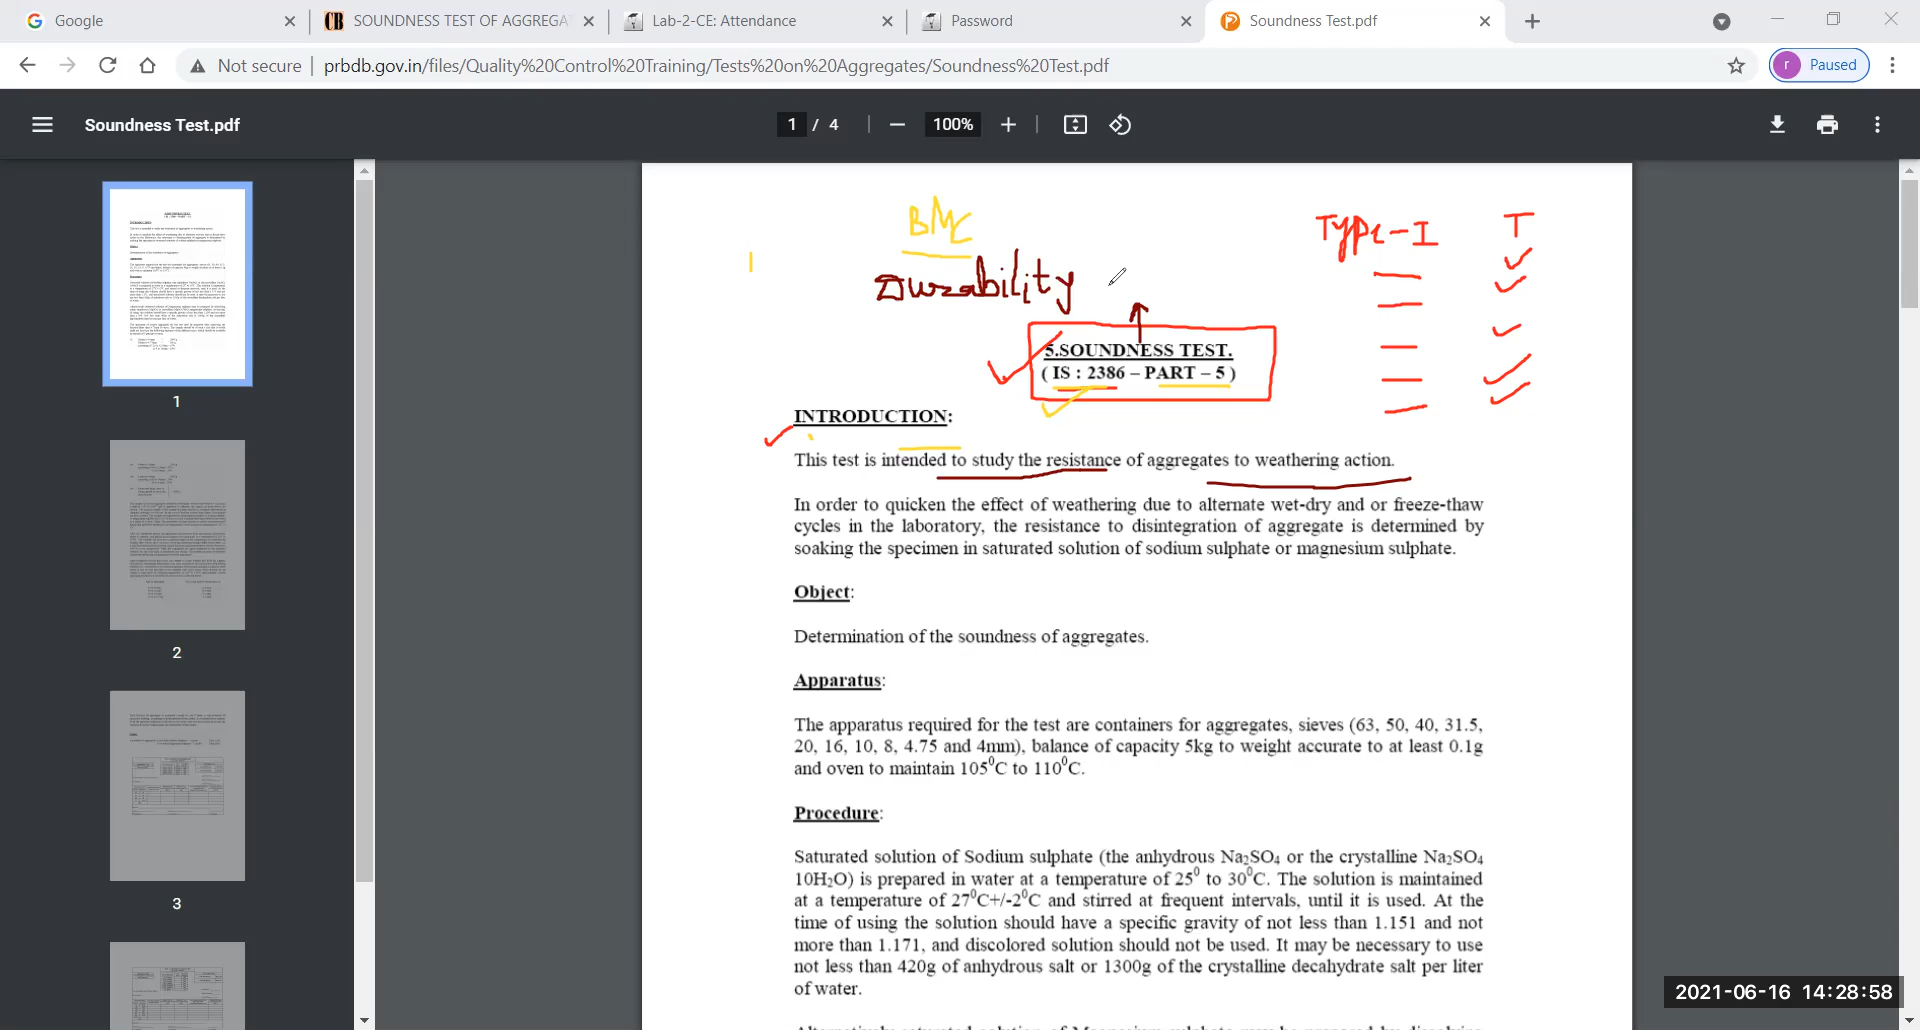 Google
SOUNDNESS TEST OF AGGREGA
Lab-2-CE: Attendance
Password
Soundness Test.pdf
Not secure
prbdb.gov.in/files/Quality%20Control%20Training/Tests%20on%20Aggregates/Soundness%20Test.pdf
r
Paused
Soundness Test.pdf
1 / 4
100%
1
2
3
BMC
Type-I
T
Durability
5.SOUNDNESS TEST.
( IS : 2386 – PART – 5 )
INTRODUCTION:
This test is intended to study the resistance of aggregates to weathering action.
In order to quicken the effect of weathering due to alternate wet-dry and or freeze-thaw
cycles in the laboratory, the resistance to disintegration of aggregate is determined by
soaking the specimen in saturated solution of sodium sulphate or magnesium sulphate.
Object:
Determination of the soundness of aggregates.
Apparatus:
The apparatus required for the test are containers for aggregates, sieves (63, 50, 40, 31.5,
20, 16, 10, 8, 4.75 and 4mm), balance of capacity 5kg to weight accurate to at least 0.1g
and oven to maintain 105⁰C to 110⁰C.
Procedure:
Saturated solution of Sodium sulphate (the anhydrous Na₂SO₄ or the crystalline Na₂SO₄
10H₂O) is prepared in water at a temperature of 25⁰ to 30⁰C. The solution is maintained
at a temperature of 27⁰C+/-2⁰C and stirred at frequent intervals, until it is used. At the
time of using the solution should have a specific gravity of not less than 1.151 and not
more than 1.171, and discolored solution should not be used. It may be necessary to use
not less than 420g of anhydrous salt or 1300g of the crystalline decahydrate salt per liter
of water.
2021-06-16 14:28:58